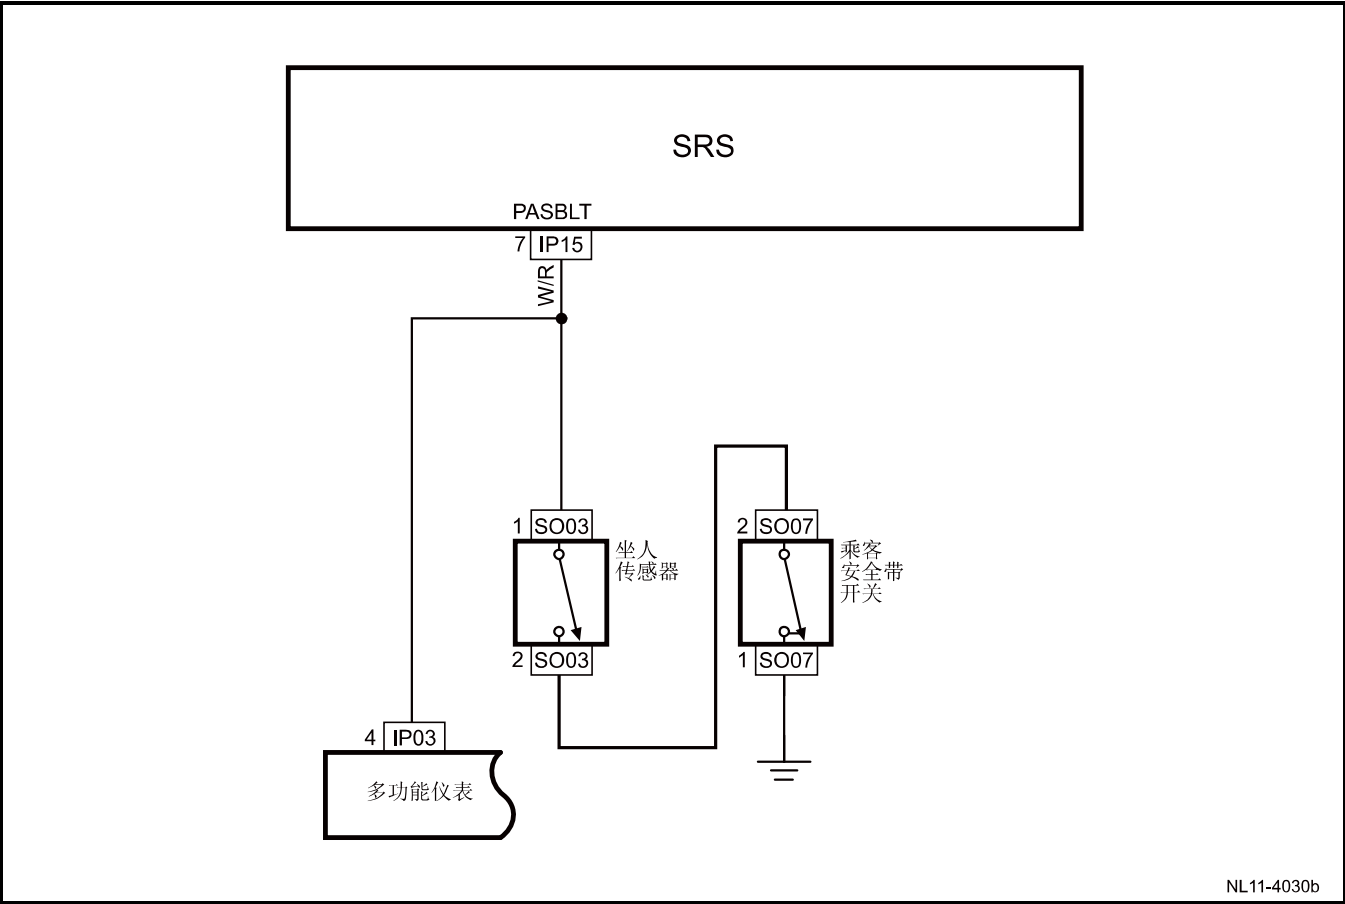 SRS
PASBLT
7 IP15
W/R
1 SO03
坐人
传感器
2 SO07
乘客
安全带
开关
2 SO03
1 SO07
4 IP03
多功能仪表
NL11-4030b